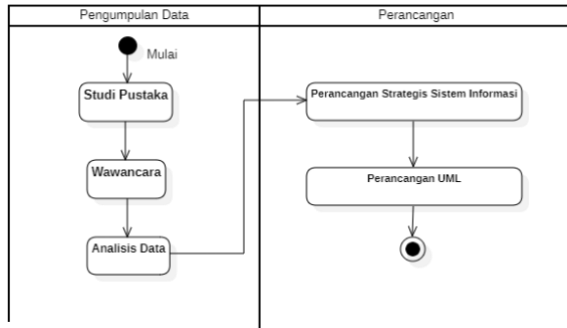 Pengumpulan Data
Perancangan
Mulai
Studi Pustaka
Wawancara
Analisis Data
Perancangan Strategis Sistem Informasi
Perancangan UML